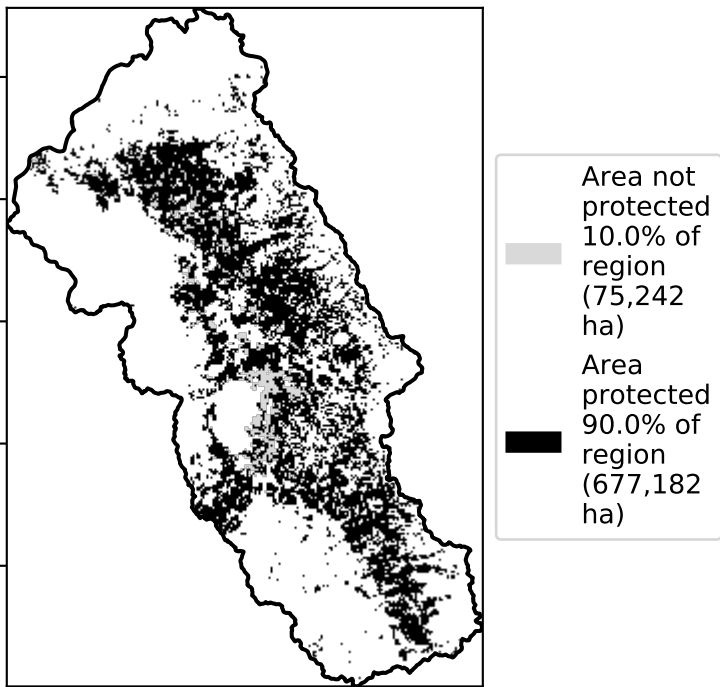 Area not
protected
10.0% of
region
(75,242
ha)
Area
protected
90.0% of
region
(677,182
ha)